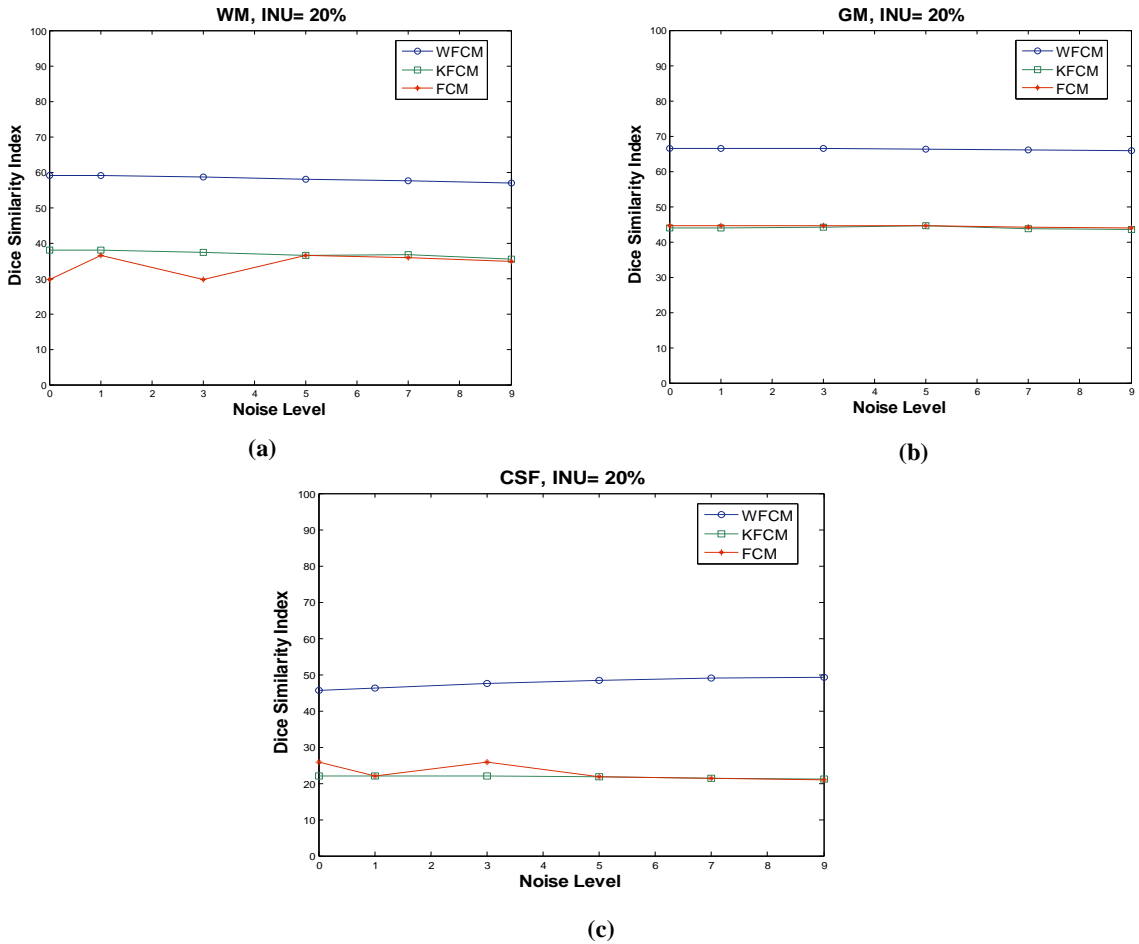 WM, INU= 20%
100
90
80
70
60
50
40
30
20
10
0
Dice Similarity Index
WFCM
KFCM
FCM
0 1 2 3 4 5 6 7 8 9
Noise Level
(a)
GM, INU= 20%
100
90
80
70
60
50
40
30
20
10
0
Dice Similarity Index
WFCM
KFCM
FCM
0 1 2 3 4 5 6 7 8 9
Noise Level
(b)
CSF, INU= 20%
100
90
80
70
60
50
40
30
20
10
0
Dice Similarity Index
WFCM
KFCM
FCM
0 1 2 3 4 5 6 7 8 9
Noise Level
(c)